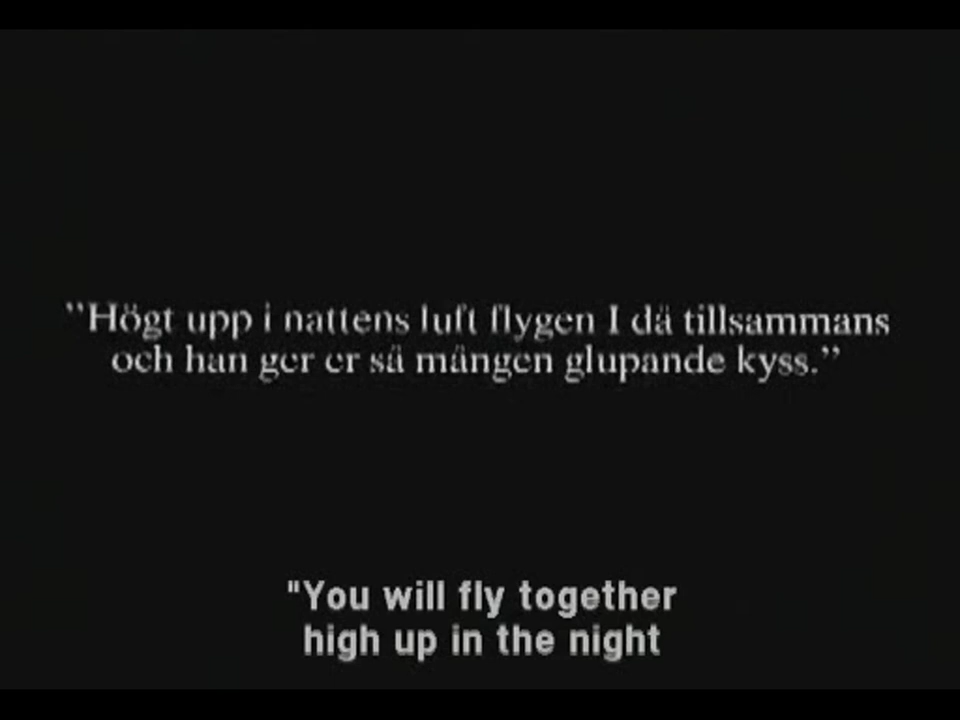 "Högt upp i nattens luft flygen I då tillsammans
och han ger er så mången glupande kyss."
"You will fly together
high up in the night